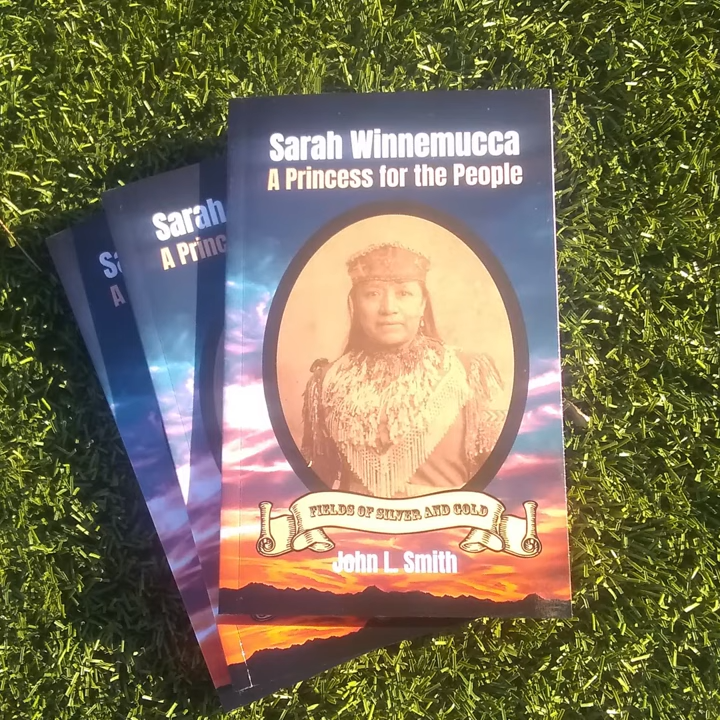 Sarah Winnemucca
A Princess for the People
FIELDS OF SILVER AND GOLD
John L. Smith
Sarah
A Princ
Sa
A